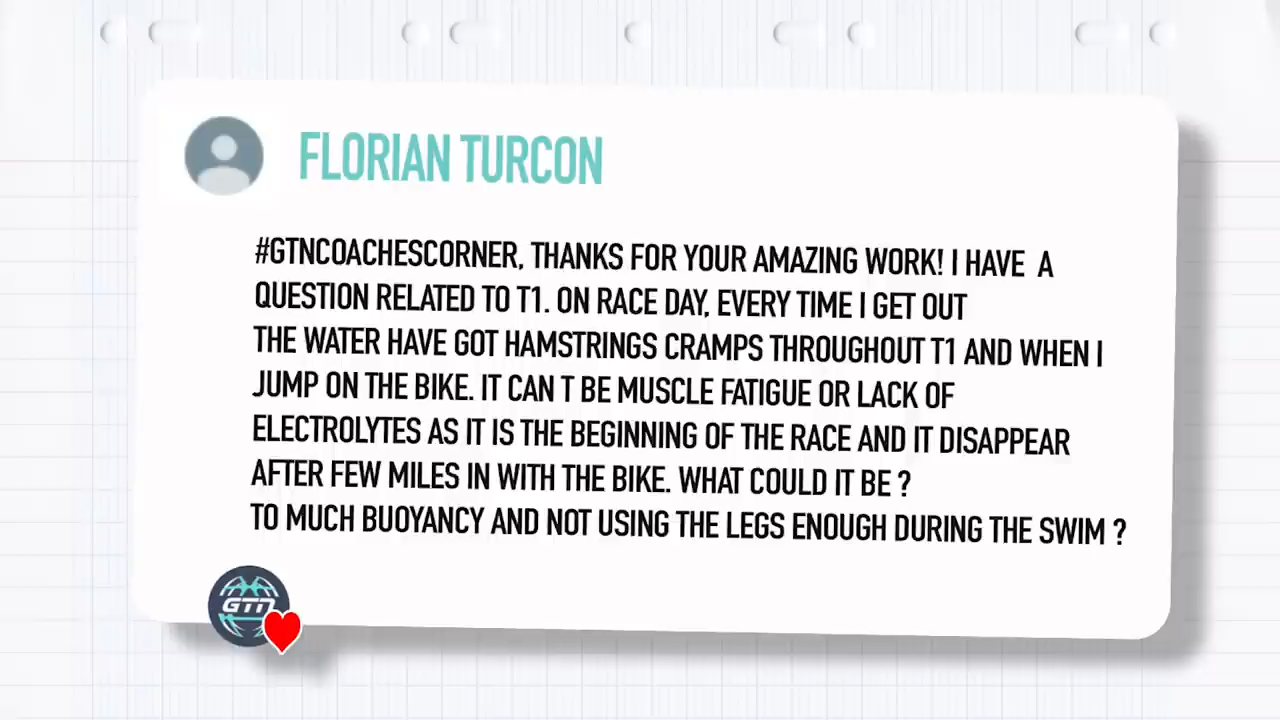 FLORIAN TURCON
#GTNCOACHESCORNER, THANKS FOR YOUR AMAZING WORK! I HAVE A
QUESTION RELATED TO T1. ON RACE DAY, EVERY TIME I GET OUT
THE WATER HAVE GOT HAMSTRINGS CRAMPS THROUGHOUT T1 AND WHEN I
JUMP ON THE BIKE. IT CAN T BE MUSCLE FATIGUE OR LACK OF
ELECTROLYTES AS IT IS THE BEGINNING OF THE RACE AND IT DISAPPEAR
AFTER FEW MILES IN WITH THE BIKE. WHAT COULD IT BE ?
TO MUCH BUOYANCY AND NOT USING THE LEGS ENOUGH DURING THE SWIM ?
GTN